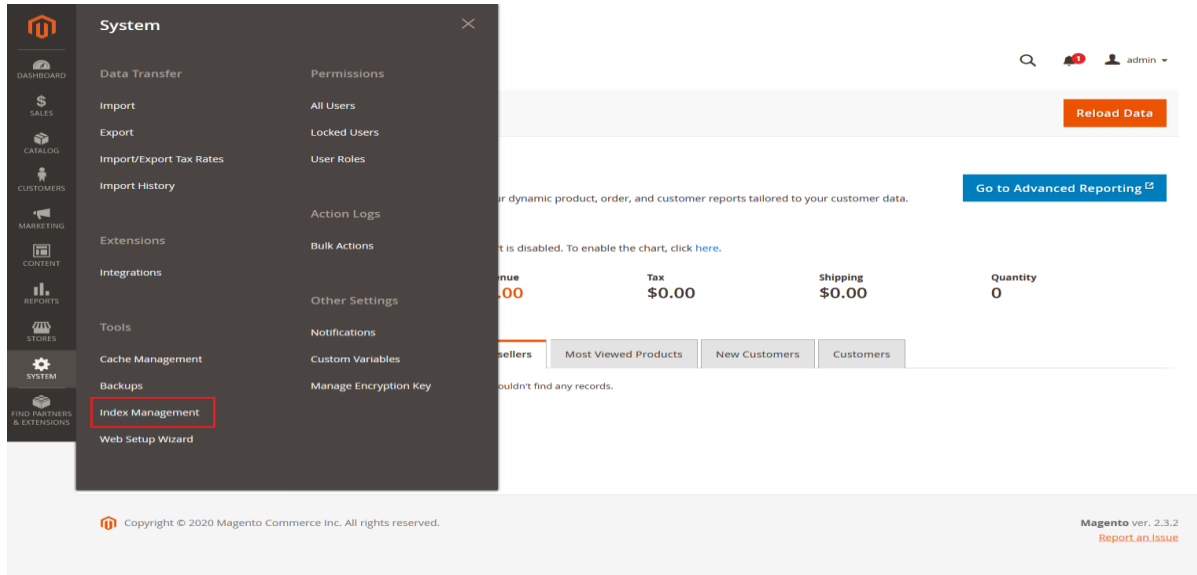 DASHBOARD
SALES
CATALOG
CUSTOMERS
MARKETING
CONTENT
REPORTS
STORES
SYSTEM
FIND PARTNERS
& EXTENSIONS
System
Data Transfer
Import
Export
Import/Export Tax Rates
Import History
Extensions
Integrations
Tools
Cache Management
Backups
Index Management
Web Setup Wizard
Permissions
All Users
Locked Users
User Roles
Action Logs
Bulk Actions
Other Settings
Notifications
Custom Variables
Manage Encryption Key
1
admin
Reload Data
Go to Advanced Reporting
r dynamic product, order, and customer reports tailored to your customer data.
t is disabled. To enable the chart, click here.
nue Tax Shipping Quantity
.00 $0.00 $0.00 0
sellers Most Viewed Products New Customers Customers
ouldn't find any records.
Copyright © 2020 Magento Commerce Inc. All rights reserved.
Magento ver. 2.3.2
Report an Issue